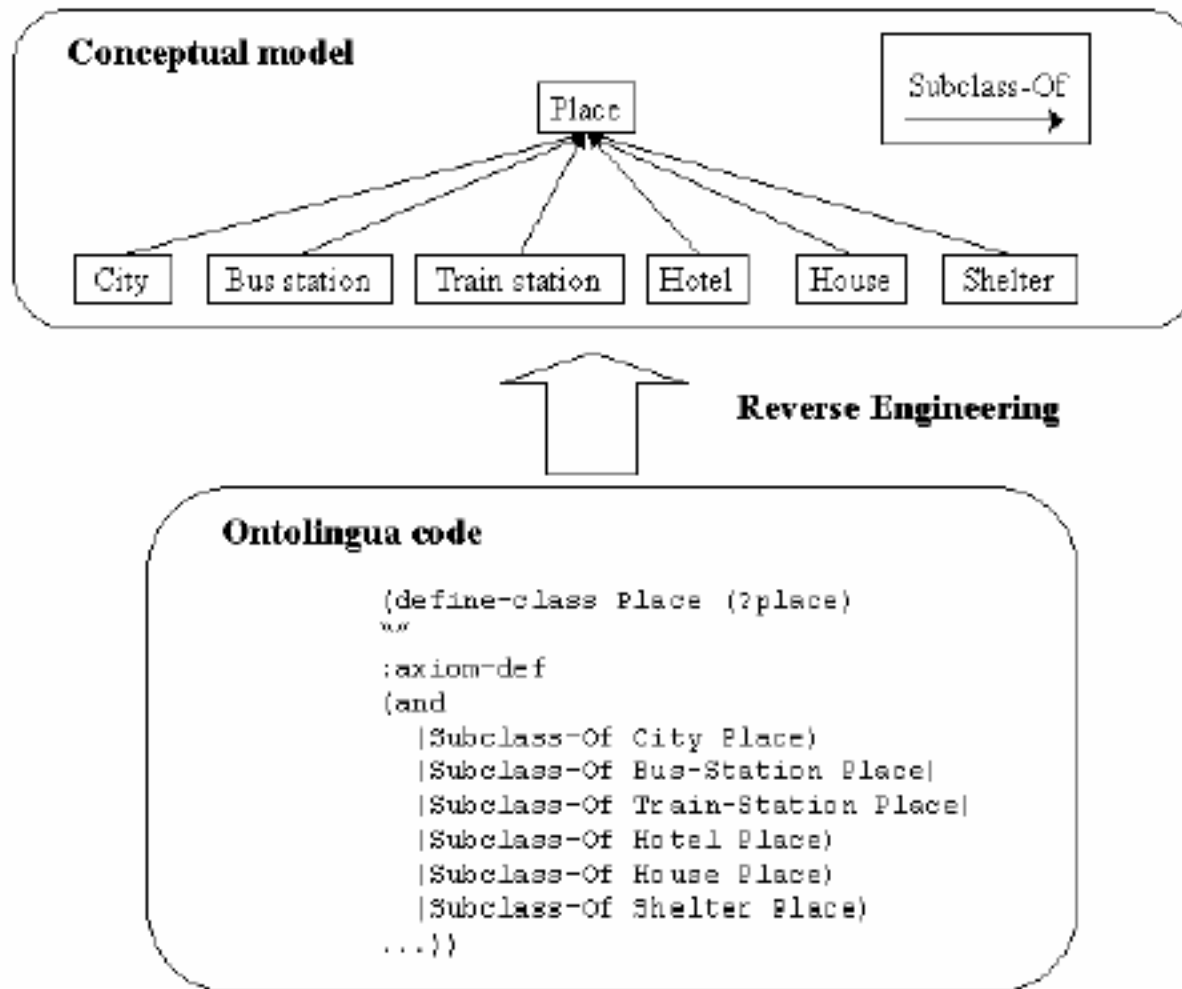 Conceptual model
Subclass-Of
Place
City Bus station Train station Hotel House Shelter
Reverse Engineering
Ontolingua code
(define-class Place (?place)
""
:axiom-def
(and
|Subclass-Of City Place)
|Subclass-Of Bus-Station Place|
|Subclass-Of Train-Station Place|
|Subclass-Of Hotel Place)
|Subclass-Of House Place)
|Subclass-Of Shelter Place)
...))